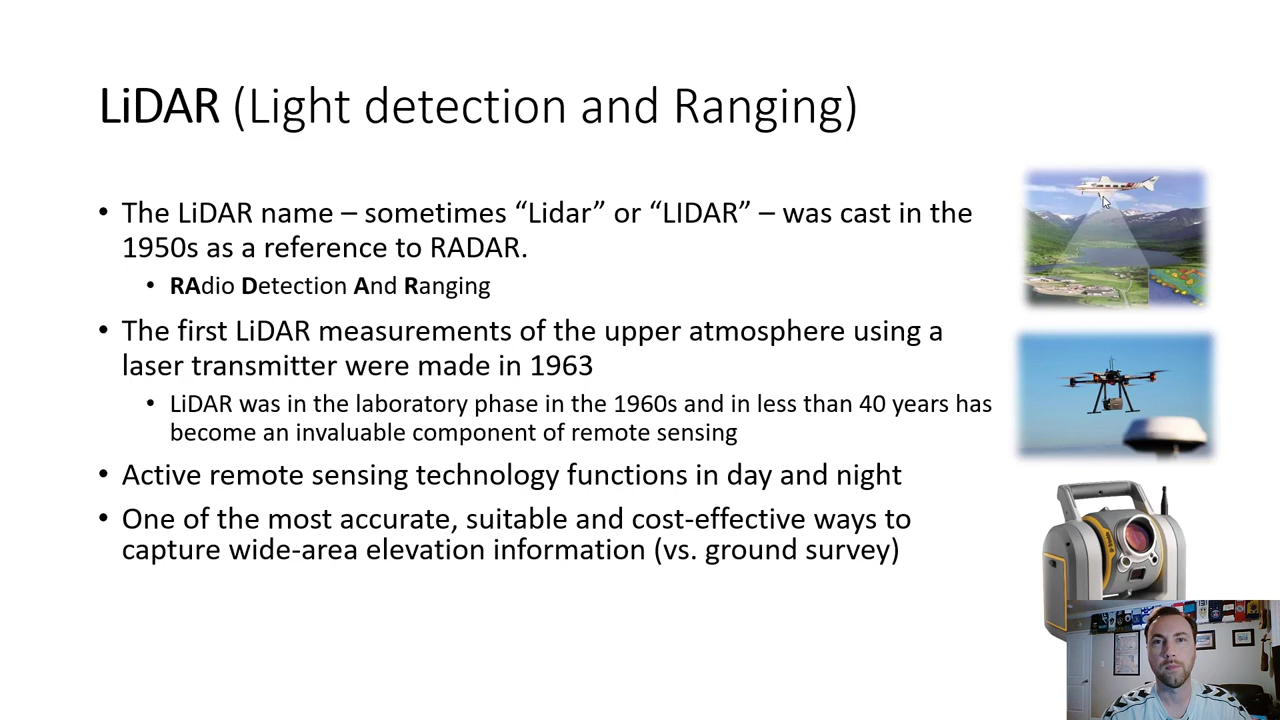 LiDAR (Light detection and Ranging)
• The LiDAR name – sometimes “Lidar” or “LIDAR” – was cast in the
1950s as a reference to RADAR.
• RAdio Detection And Ranging
• The first LiDAR measurements of the upper atmosphere using a
laser transmitter were made in 1963
• LiDAR was in the laboratory phase in the 1960s and in less than 40 years has
become an invaluable component of remote sensing
• Active remote sensing technology functions in day and night
• One of the most accurate, suitable and cost-effective ways to
capture wide-area elevation information (vs. ground survey)